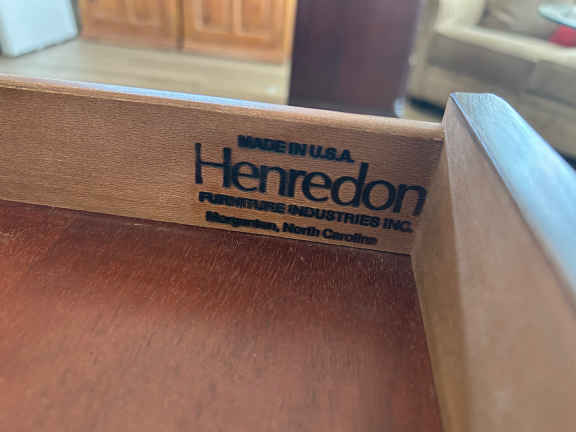 MADE IN U.S.A.
Henredon
FURNITURE INDUSTRIES INC.
Morganton, North Carolina